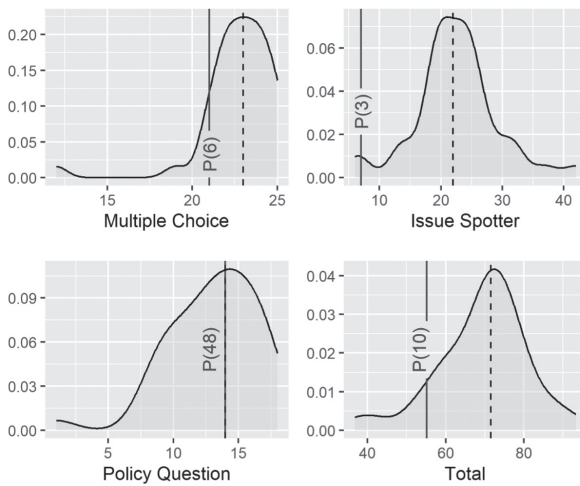 0.20
0.15
0.10
0.05
0.00
P(6)
15 20 25
Multiple Choice
0.06
0.04
0.02
0.00
P(3)
10 20 30 40
Issue Spotter
0.09
0.06
0.03
0.00
P(48)
5 10 15
Policy Question
0.04
0.03
0.02
0.01
0.00
P(10)
40 60 80
Total